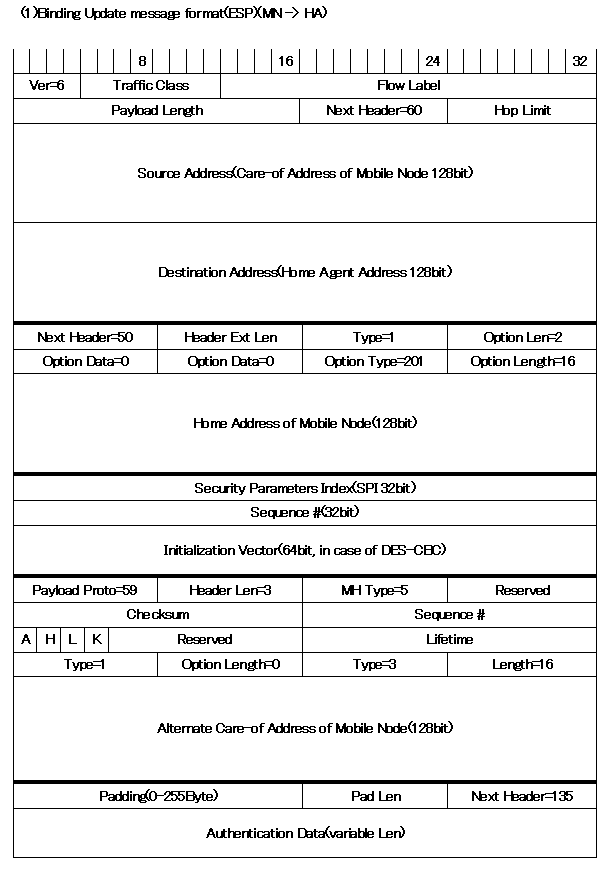 (1)Binding Update message format(ESP)(MN -> HA)
8 16 24 32
Ver=6 Traffic Class Flow Label
Payload Length Next Header=60 Hop Limit
Source Address(Care-of Address of Mobile Node 128bit)
Destination Address(Home Agent Address 128bit)
Next Header=50 Header Ext Len Type=1 Option Len=2
Option Data=0 Option Data=0 Option Type=201 Option Length=16
Home Address of Mobile Node(128bit)
Security Parameters Index(SPI 32bit)
Sequence #(32bit)
Initialization Vector(64bit, in case of DES-CBC)
Payload Proto=59 Header Len=3 MH Type=5 Reserved
Checksum Sequence #
A H L K Reserved Lifetime
Type=1 Option Length=0 Type=3 Length=16
Alternate Care-of Address of Mobile Node(128bit)
Padding(0-255Byte) Pad Len Next Header=135
Authentication Data(variable Len)